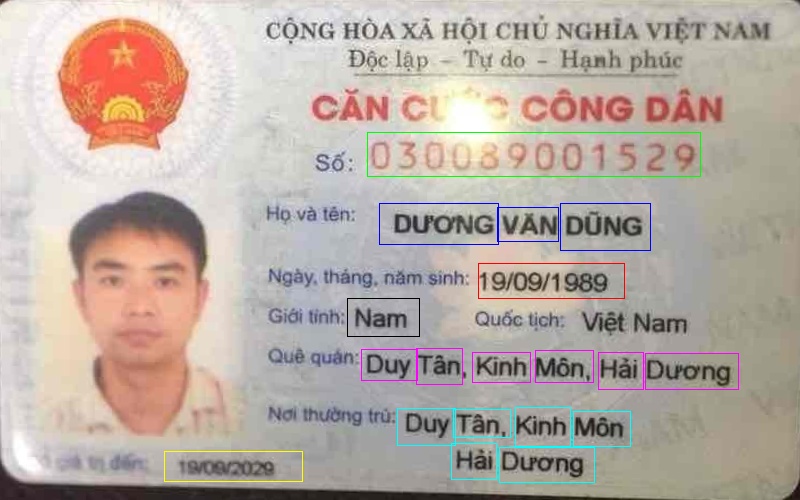 CỘNG HÒA XÃ HỘI CHỦ NGHĨA VIỆT NAM
Độc lập – Tự do – Hạnh phúc
CĂN CƯỚC CÔNG DÂN
Số: 030089001529
Họ và tên: DƯƠNG VĂN DŨNG
Ngày, tháng, năm sinh: 19/09/1989
Giới tính: Nam Quốc tịch: Việt Nam
Quê quán: Duy Tân, Kinh Môn, Hải Dương
Nơi thường trú: Duy Tân, Kinh Môn
Hải Dương
giá trị đến: 19/09/2029